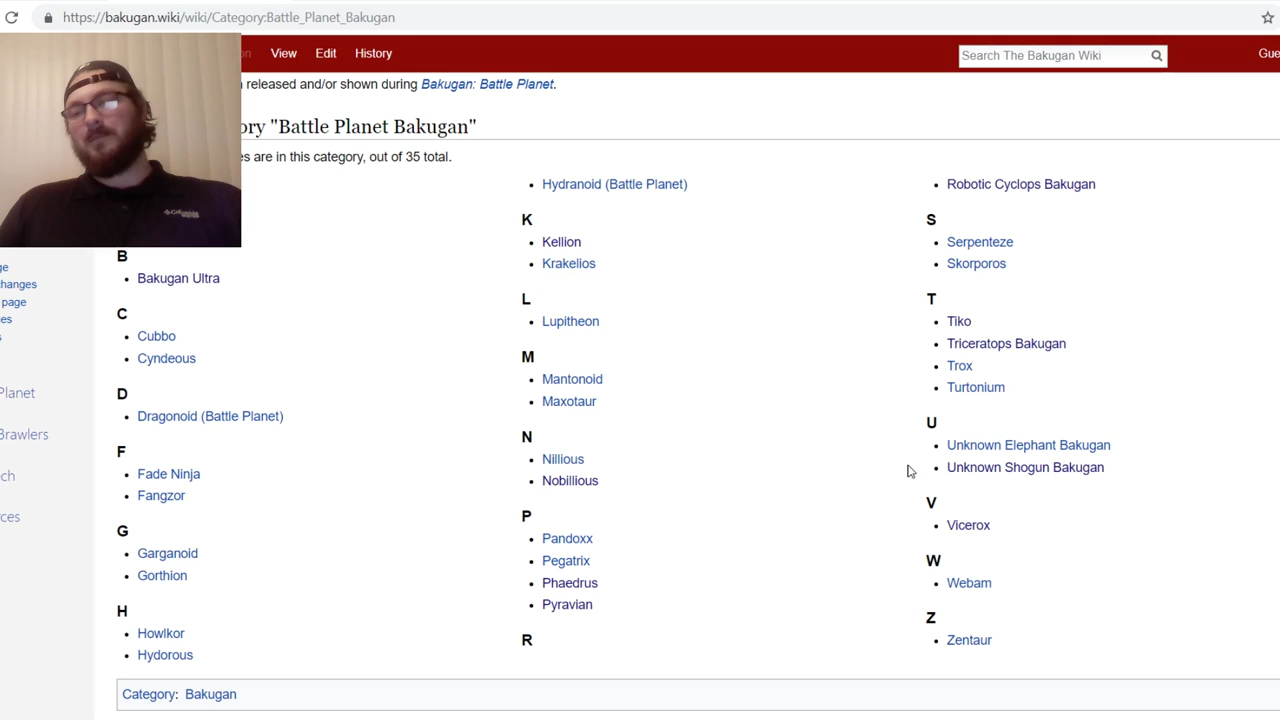 https://bakugan.wiki/wiki/Category:Battle_Planet_Bakugan
View Edit History
Search The Bakugan Wiki
released and/or shown during Bakugan: Battle Planet.
"Battle Planet Bakugan"
are in this category, out of 35 total.
B
Bakugan Ultra
C
Cubbo
Cyndeous
D
Dragonoid (Battle Planet)
F
Fade Ninja
Fangzor
G
Garganoid
Gorthion
H
Howlkor
Hydorous
Hydranoid (Battle Planet)
K
Kellion
Krakelios
L
Lupitheon
M
Mantonoid
Maxotaur
N
Nillious
Nobillious
P
Pandoxx
Pegatrix
Phaedrus
Pyravian
R
Robotic Cyclops Bakugan
S
Serpenteze
Skorporos
T
Tiko
Triceratops Bakugan
Trox
Turtonium
U
Unknown Elephant Bakugan
Unknown Shogun Bakugan
V
Vicerox
W
Webam
Z
Zentaur
page
Planet
Brawlers
Category: Bakugan
Columbia